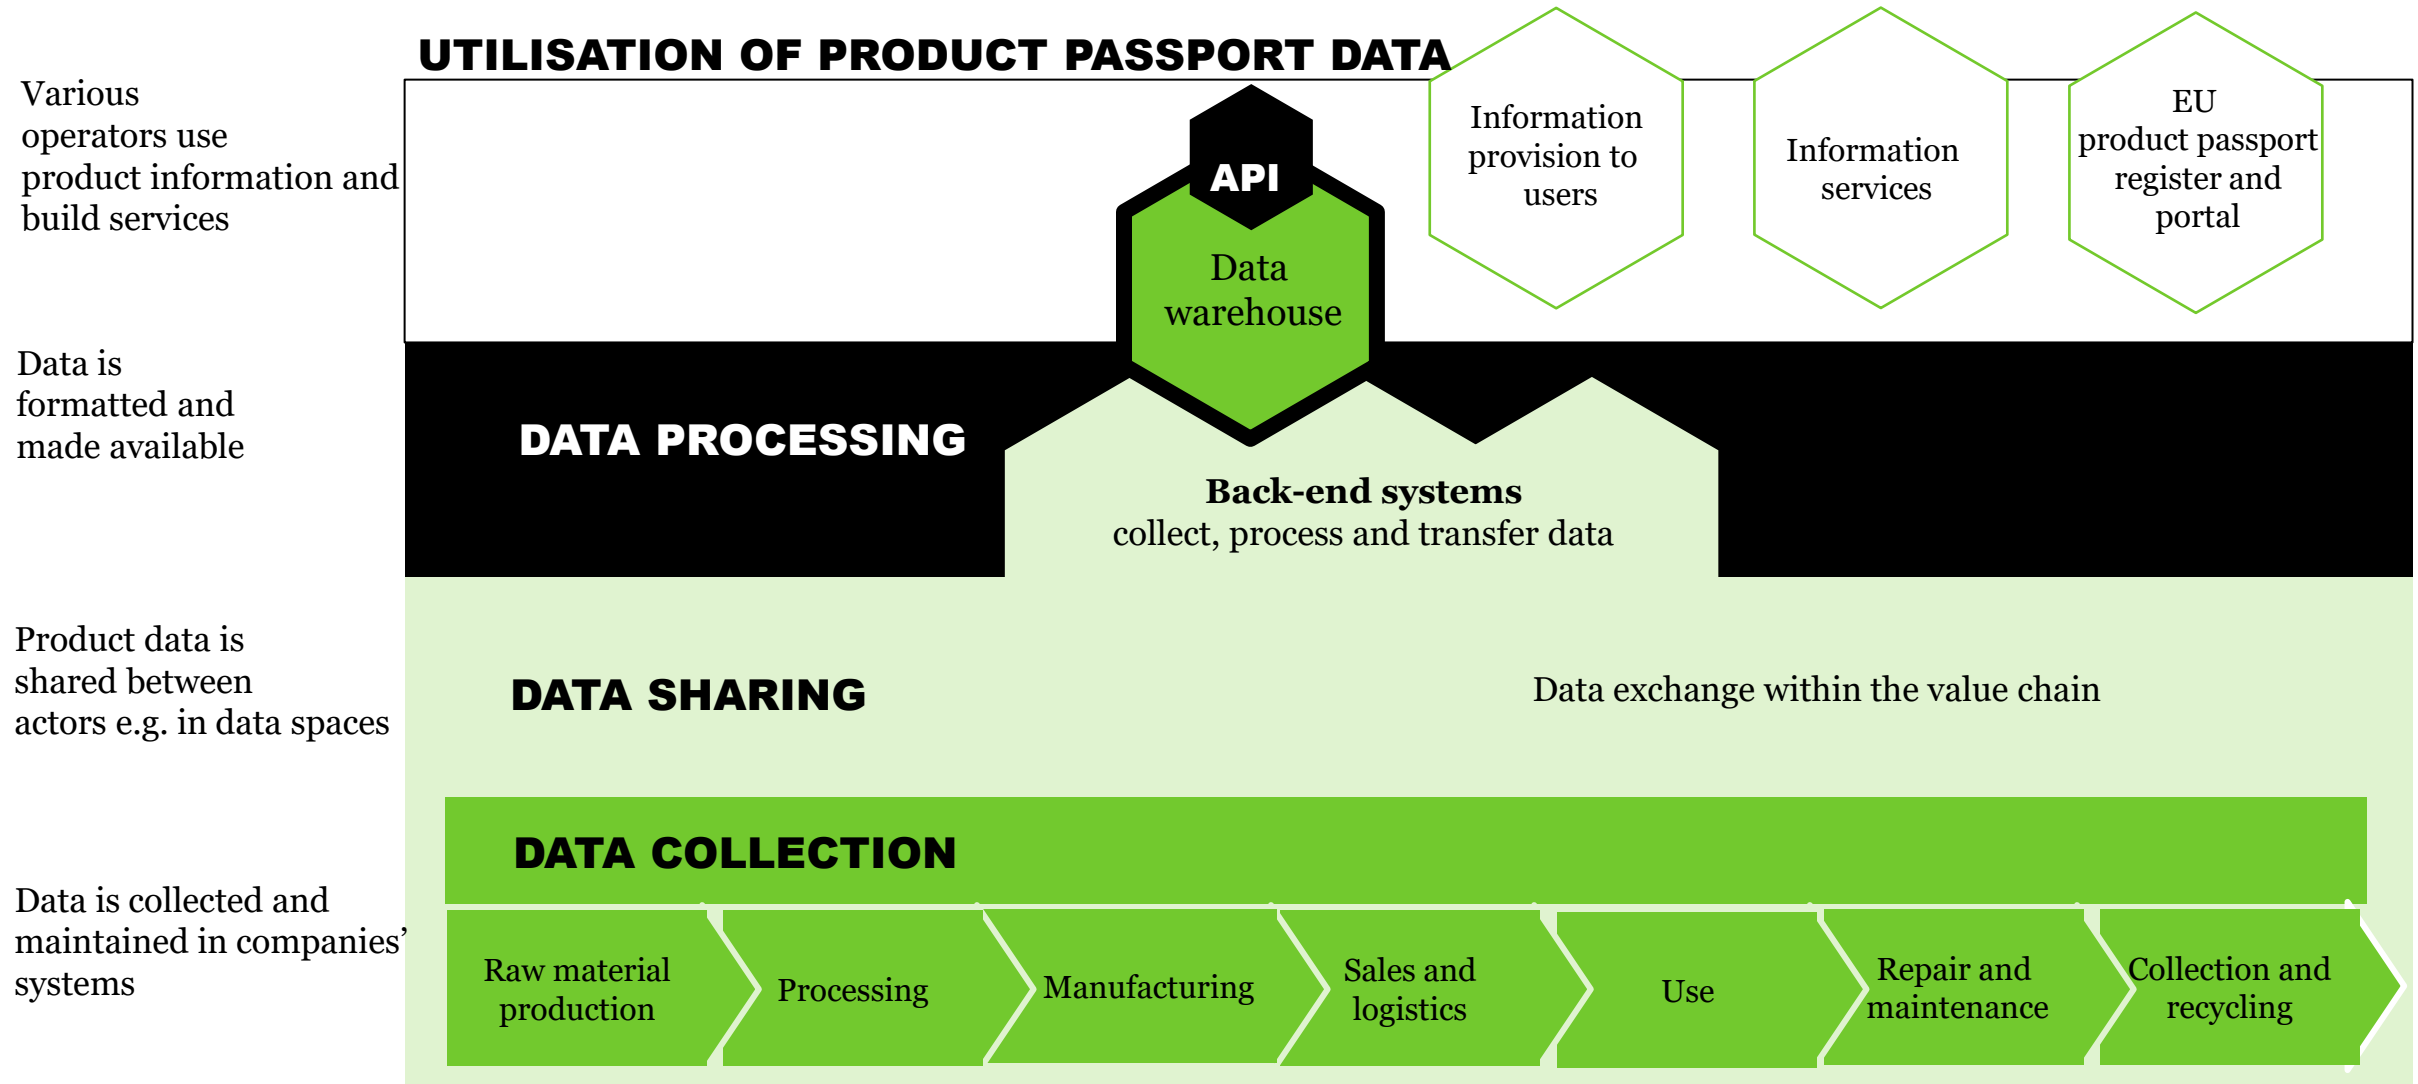 UTILISATION OF PRODUCT PASSPORT DATA
Various
operators use
product information and
build services
API
Data
warehouse
Information
provision to
users
Information
services
EU
product passport
register and
portal
Data is
formatted and
made available
DATA PROCESSING
Back-end systems
collect, process and transfer data
Product data is
shared between
actors e.g. in data spaces
DATA SHARING
Data exchange within the value chain
DATA COLLECTION
Data is collected and
maintained in companies’
systems
Raw material
production
Processing
Manufacturing
Sales and
logistics
Use
Repair and
maintenance
Collection and
recycling